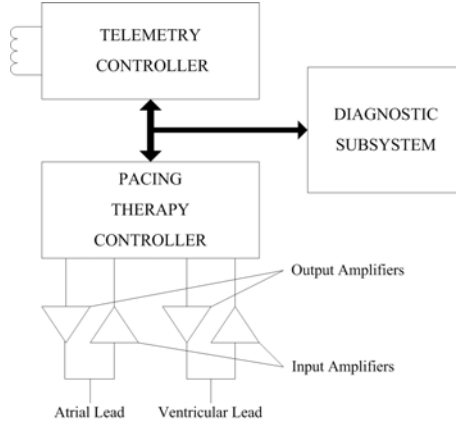 TELEMETRY
CONTROLLER
DIAGNOSTIC
SUBSYSTEM
PACING
THERAPY
CONTROLLER
Output Amplifiers
Input Amplifiers
Atrial Lead
Ventricular Lead